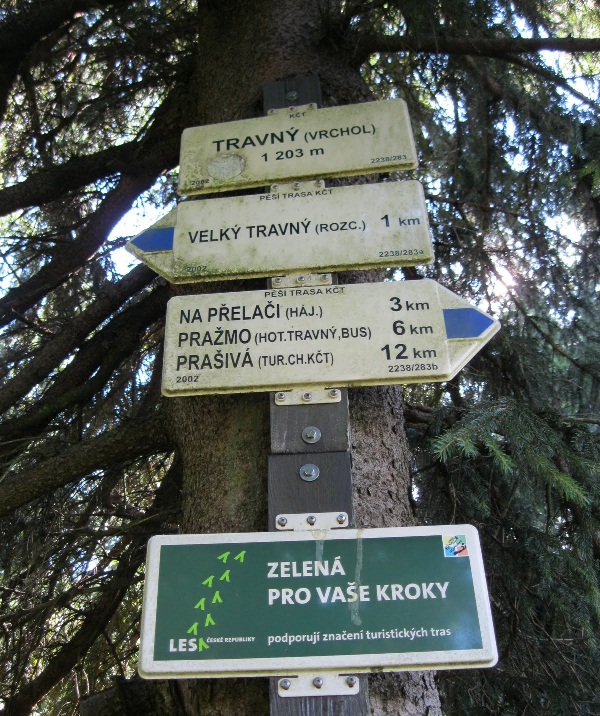 KČT
TRAVNÝ (VRCHOL)
1 203 m
2002
2238/283
PĚŠÍ TRASA KČT
VELKÝ TRAVNÝ (ROZC.) 1 km
2002
2238/283a
PĚŠÍ TRASA KČT
NA PŘELAČI (HÁJ.) 3 km
PRAŽMO (HOT.TRAVNÝ,BUS) 6 km
PRAŠIVÁ (TUR.CH.KČT) 12 km
2002
2238/283b
ZELENÁ
PRO VAŠE KROKY
LESY ČESKÉ REPUBLIKY podporují značení turistických tras